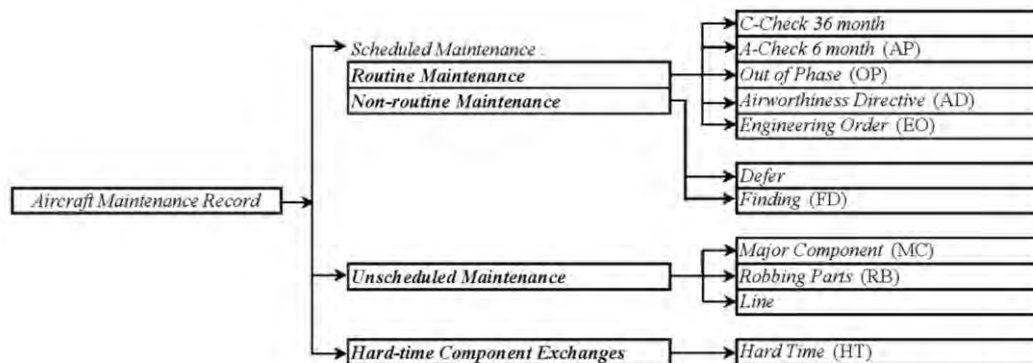 Aircraft Maintenance Record
Scheduled Maintenance :
Routine Maintenance
Non-routine Maintenance
Unscheduled Maintenance
Hard-time Component Exchanges
C-Check 36 month
A-Check 6 month (AP)
Out of Phase (OP)
Airworthiness Directive (AD)
Engineering Order (EO)
Defer
Finding (FD)
Major Component (MC)
Robbing Parts (RB)
Line
Hard Time (HT)